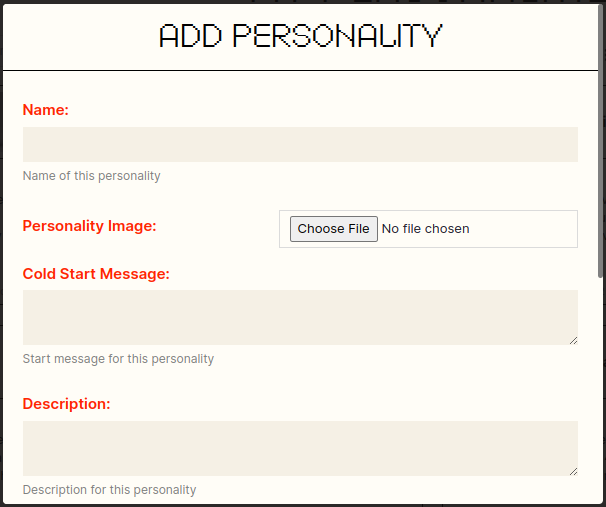 ADD PERSONALITY
Name:
Name of this personality
Personality Image:
Choose File No file chosen
Cold Start Message:
Start message for this personality
Description:
Description for this personality